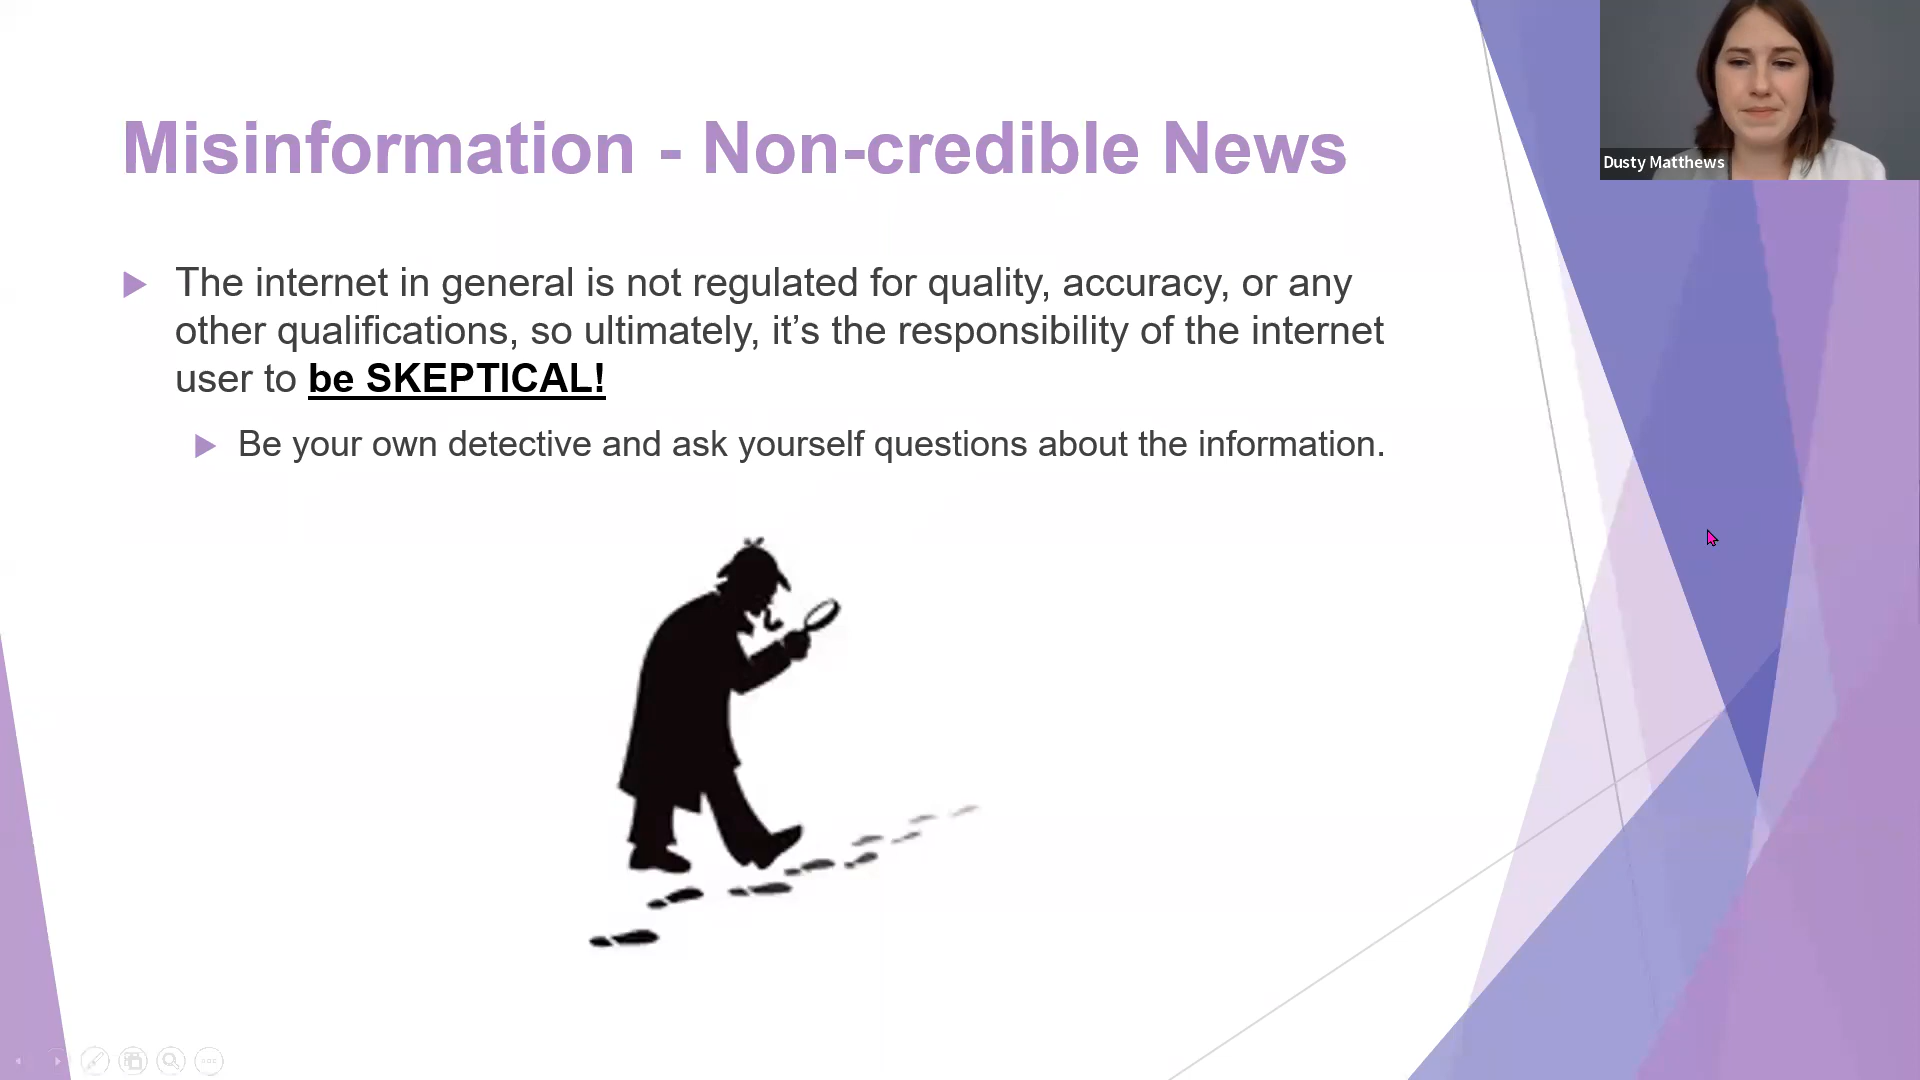 Misinformation - Non-credible News
The internet in general is not regulated for quality, accuracy, or any
other qualifications, so ultimately, it’s the responsibility of the internet
user to be SKEPTICAL!
Be your own detective and ask yourself questions about the information.
Dusty Matthews